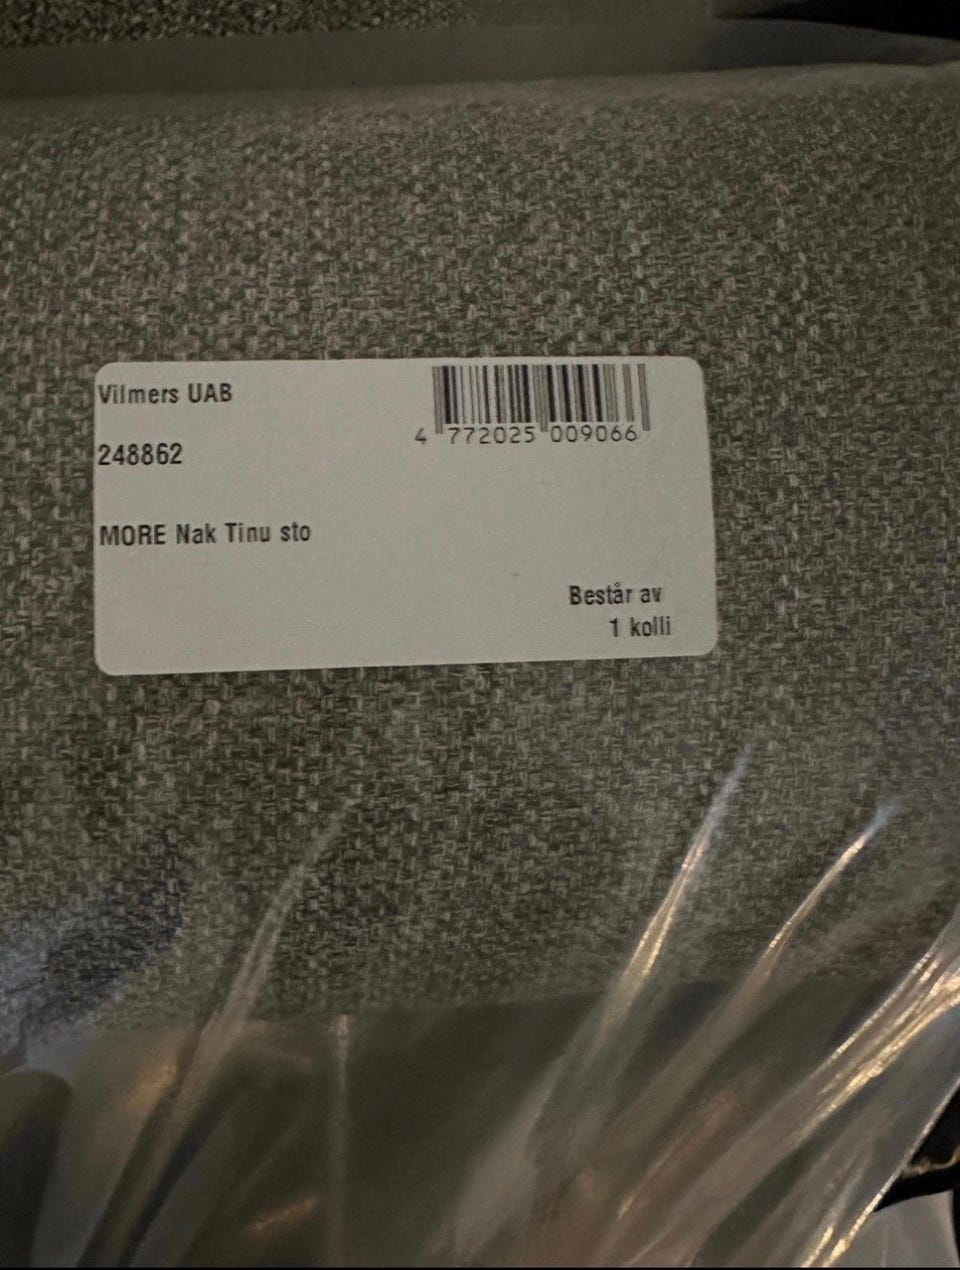 Vilmers UAB
4 772025 009066
248862
MORE Nak Tinu sto
Består av
1 kolli